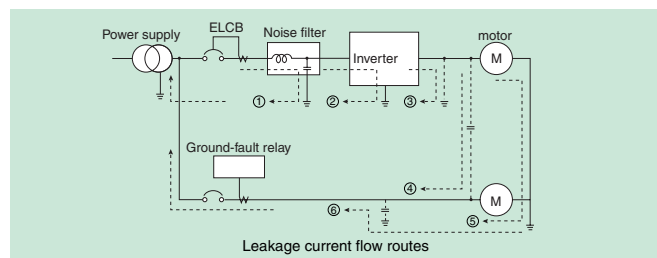 Power supply
ELCB
Noise filter
Inverter
motor
M
①
②
③
Ground-fault relay
④
M
⑤
⑥
Leakage current flow routes